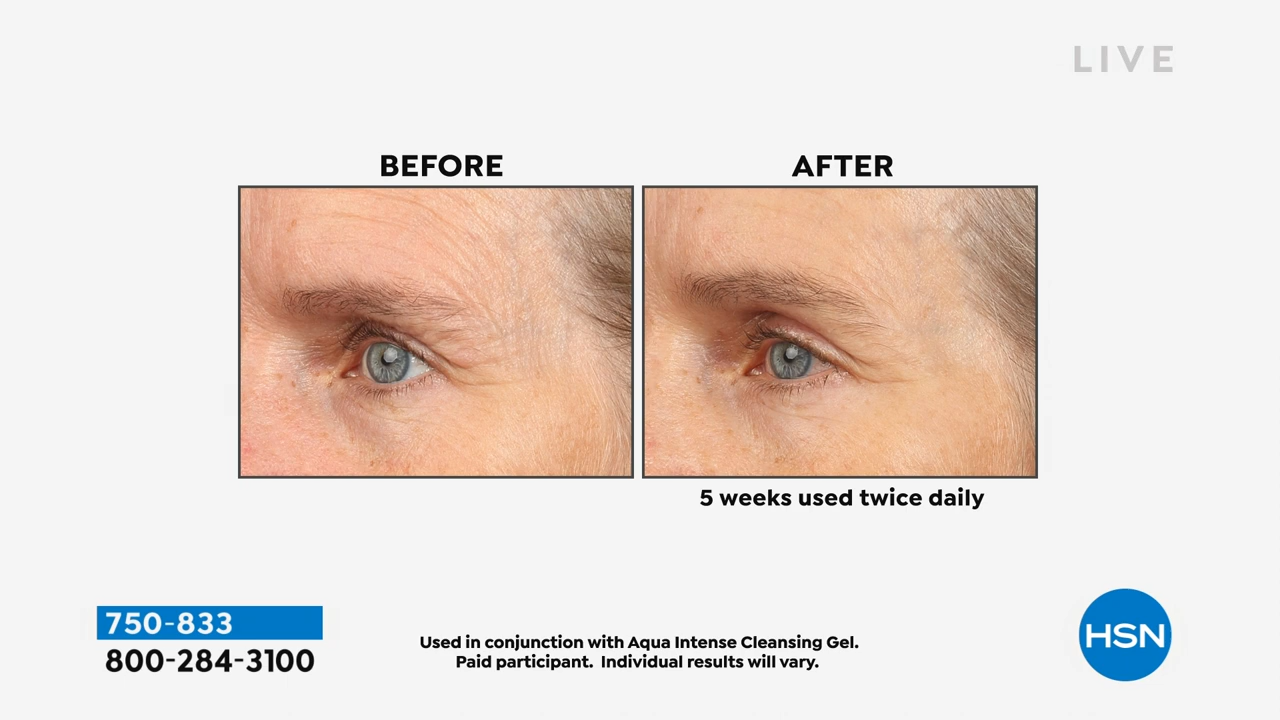 LIVE
BEFORE
AFTER
5 weeks used twice daily
750-833
800-284-3100
Used in conjunction with Aqua Intense Cleansing Gel.
Paid participant. Individual results will vary.
HSN